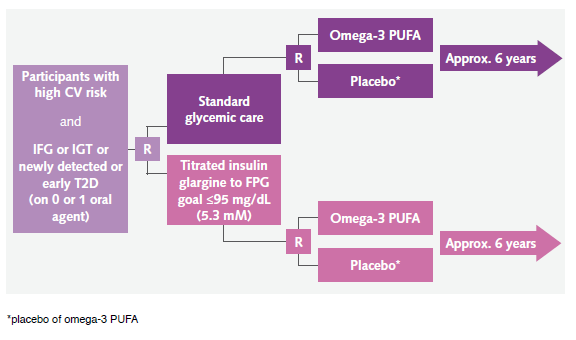 Participants with
high CV risk
and
IFG or IGT or
newly detected or
early T2D
(on 0 or 1 oral
agent)
R
Standard
glycemic care
Titrated insulin
glargine to FPG
goal ≤95 mg/dL
(5.3 mM)
R
Omega-3 PUFA
Placebo*
Approx. 6 years
R
Omega-3 PUFA
Placebo*
Approx. 6 years
*placebo of omega-3 PUFA